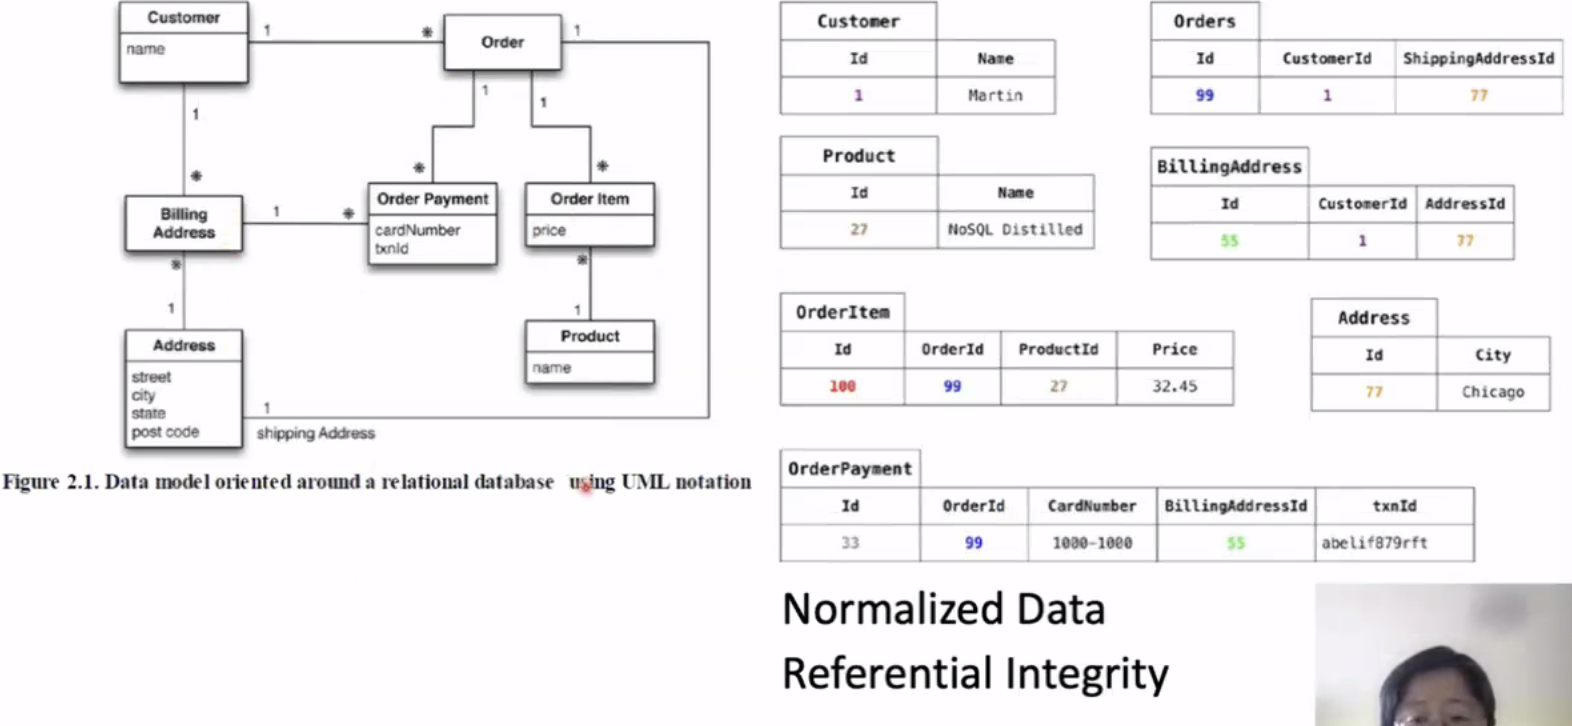 Customer
name
1
*
Order
1
1
*
1
*
1
*
Billing
Address
1
*
Order Payment
cardNumber
txnId
Order Item
price
*
1
*
1
Product
name
Address
street
city
state
post code
1
shipping Address
Figure 2.1. Data model oriented around a relational database using UML notation
Customer
Id Name
1 Martin
Orders
Id CustomerId ShippingAddressId
99 1 77
Product
Id Name
27 NoSQL Distilled
BillingAddress
Id CustomerId AddressId
55 1 77
OrderItem
Id OrderId ProductId Price
100 99 27 32.45
Address
Id City
77 Chicago
OrderPayment
Id OrderId CardNumber BillingAddressId txnId
33 99 1000-1000 55 abelif879rft
Normalized Data
Referential Integrity